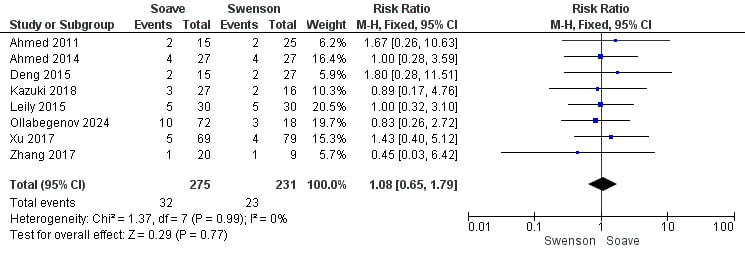 Soave Swenson Risk Ratio Risk Ratio
Study or Subgroup Events Total Events Total Weight M-H, Fixed, 95% CI M-H, Fixed, 95% CI
Ahmed 2011 2 15 2 25 6.2% 1.67 [0.26, 10.63]
Ahmed 2014 4 27 4 27 16.4% 1.00 [0.28, 3.59]
Deng 2015 2 15 2 27 5.9% 1.80 [0.28, 11.51]
Kazuki 2018 3 27 2 16 10.3% 0.89 [0.17, 4.76]
Leily 2015 5 30 5 30 20.6% 1.00 [0.32, 3.10]
Ollabegenov 2024 10 72 3 18 19.7% 0.83 [0.26, 2.72]
Xu 2017 5 69 4 79 15.3% 1.43 [0.40, 5.12]
Zhang 2017 1 20 1 9 5.7% 0.45 [0.03, 6.42]
Total (95% CI) 275 231 100.0% 1.08 [0.65, 1.79]
Total events 32 23
Heterogeneity: Chi² = 1.37, df = 7 (P = 0.99); I² = 0%
Test for overall effect: Z = 0.29 (P = 0.77)
0.01 0.1 1 10 100
Swenson Soave